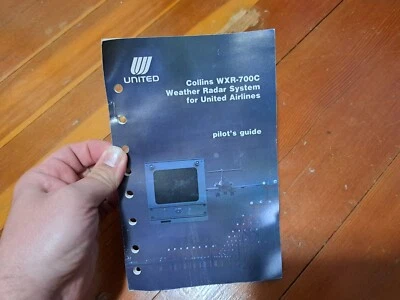 UNITED
Collins WXR-700C
Weather Radar System
for United Airlines
pilot's guide